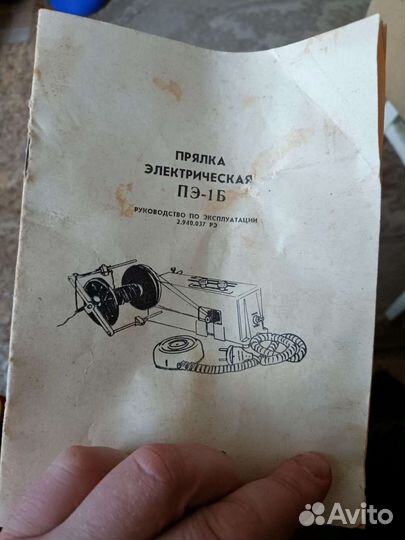 ПРЯЛКА
ЭЛЕКТРИЧЕСКАЯ
ПЭ-1Б
РУКОВОДСТВО ПО ЭКСПЛУАТАЦИИ
2.940.037 РЭ
Avito